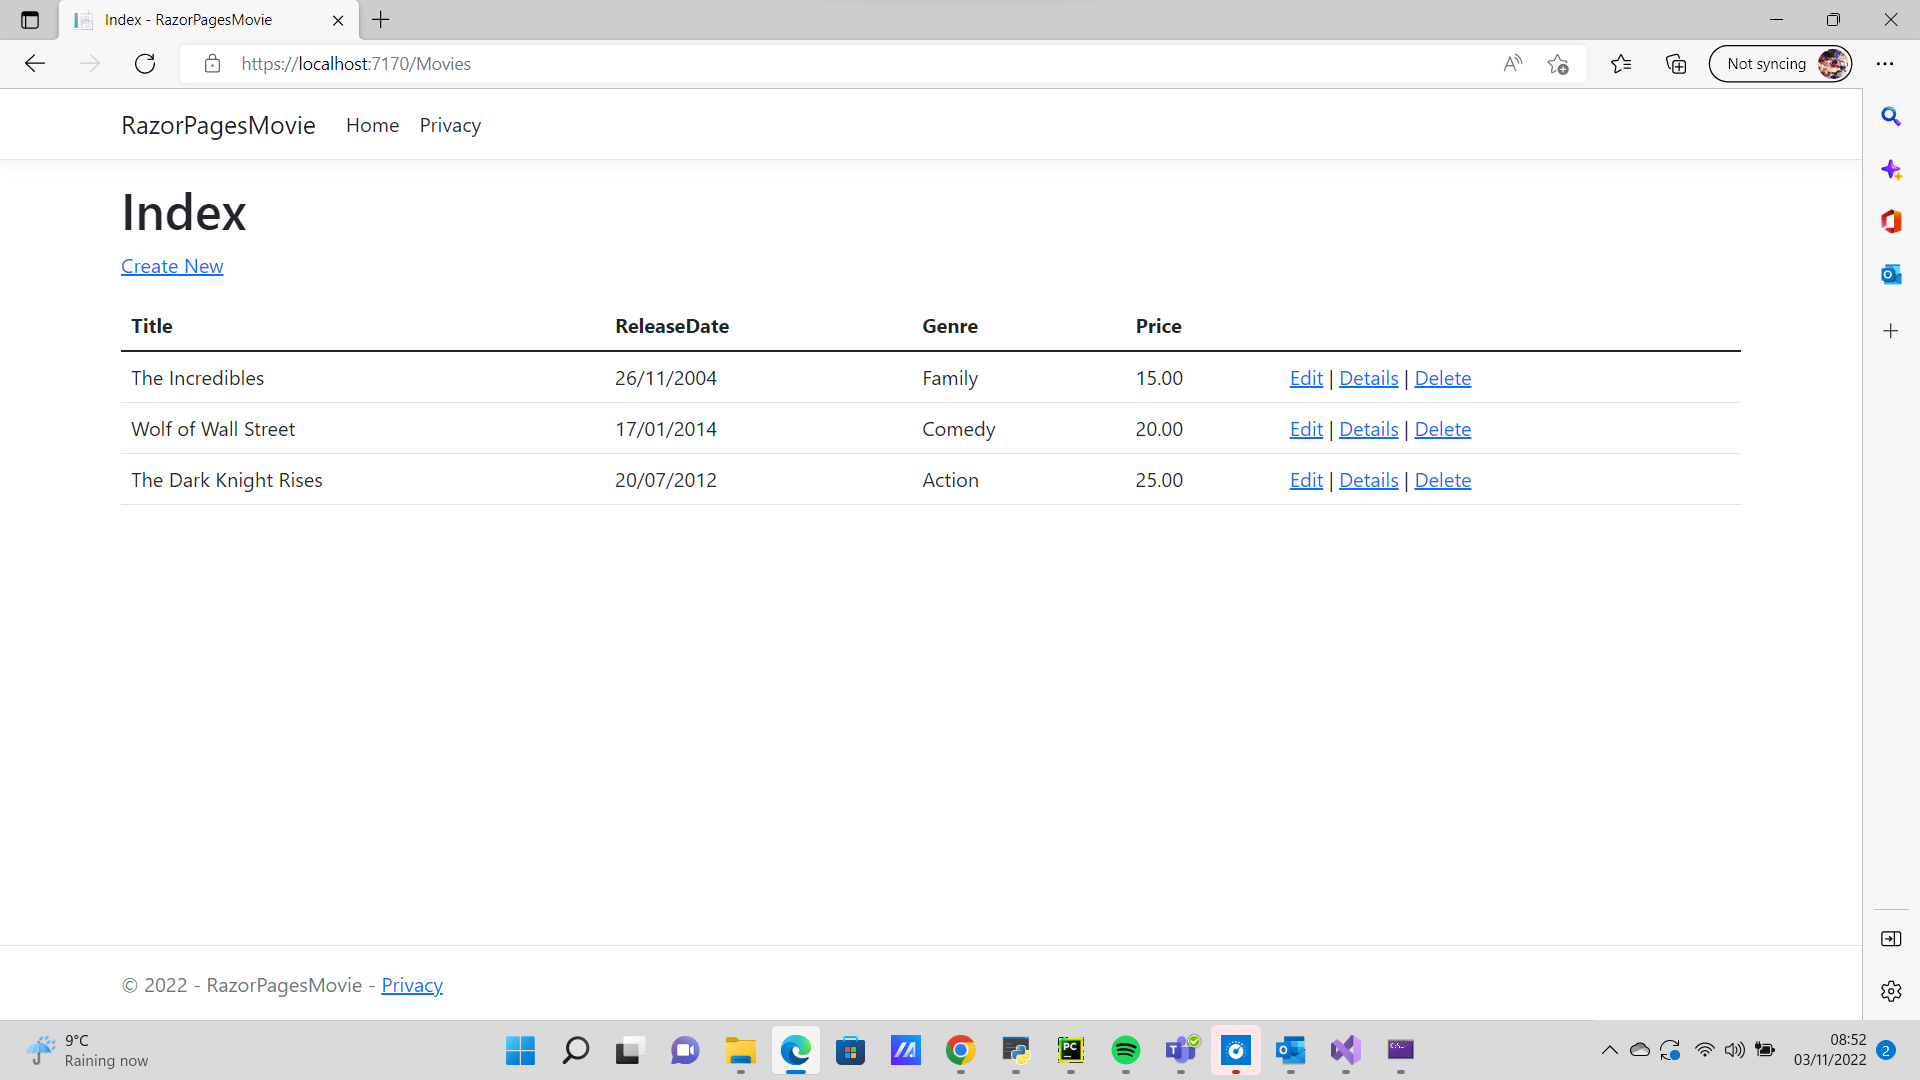 Index - RazorPagesMovie
https://localhost:7170/Movies
Not syncing
RazorPagesMovie Home Privacy
Index
Create New
Title ReleaseDate Genre Price
The Incredibles 26/11/2004 Family 15.00 Edit | Details | Delete
Wolf of Wall Street 17/01/2014 Comedy 20.00 Edit | Details | Delete
The Dark Knight Rises 20/07/2012 Action 25.00 Edit | Details | Delete
© 2022 - RazorPagesMovie - Privacy
9°C
Raining now
PC
08:52
03/11/2022
2